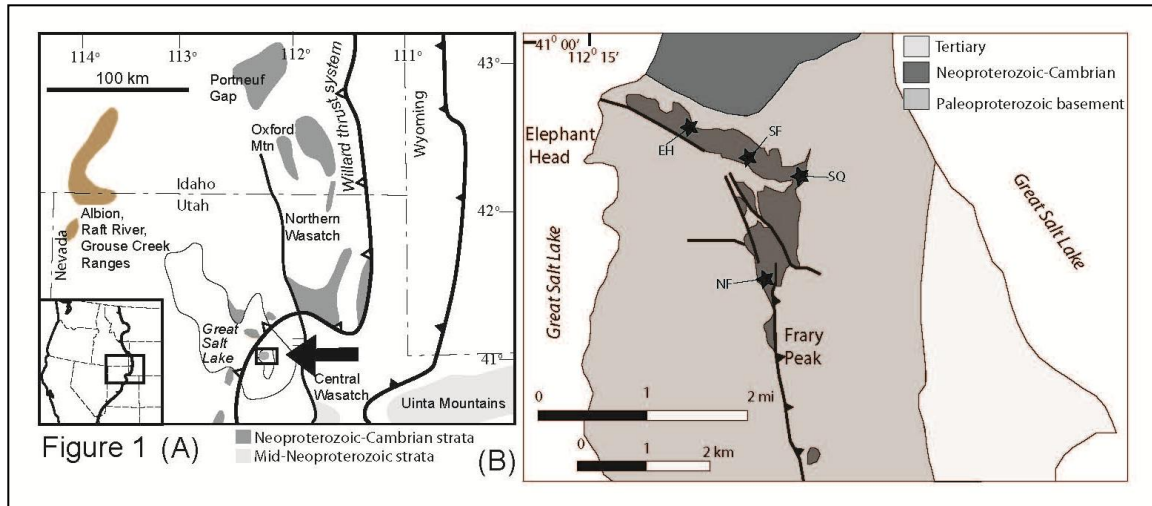 114°
113°
112°
111°
43°
100 km
Portneuf
Gap
Willard thrust system
Wyoming
Oxford
Mtn
Idaho
Utah
42°
Albion,
Raft River,
Grouse Creek
Ranges
Nevada
Northern
Wasatch
Great
Salt
Lake
41°
Central
Wasatch
Uinta Mountains
Figure 1 (A)
Neoproterozoic-Cambrian strata
Mid-Neoproterozoic strata
(B)
41⁰ 00'
112⁰ 15'
Tertiary
Neoproterozoic-Cambrian
Paleoproterozoic basement
Elephant
Head
EH
SF
SQ
NF
Great Salt Lake
Great Salt Lake
Frary
Peak
0 1 2 mi
0 1 2 km